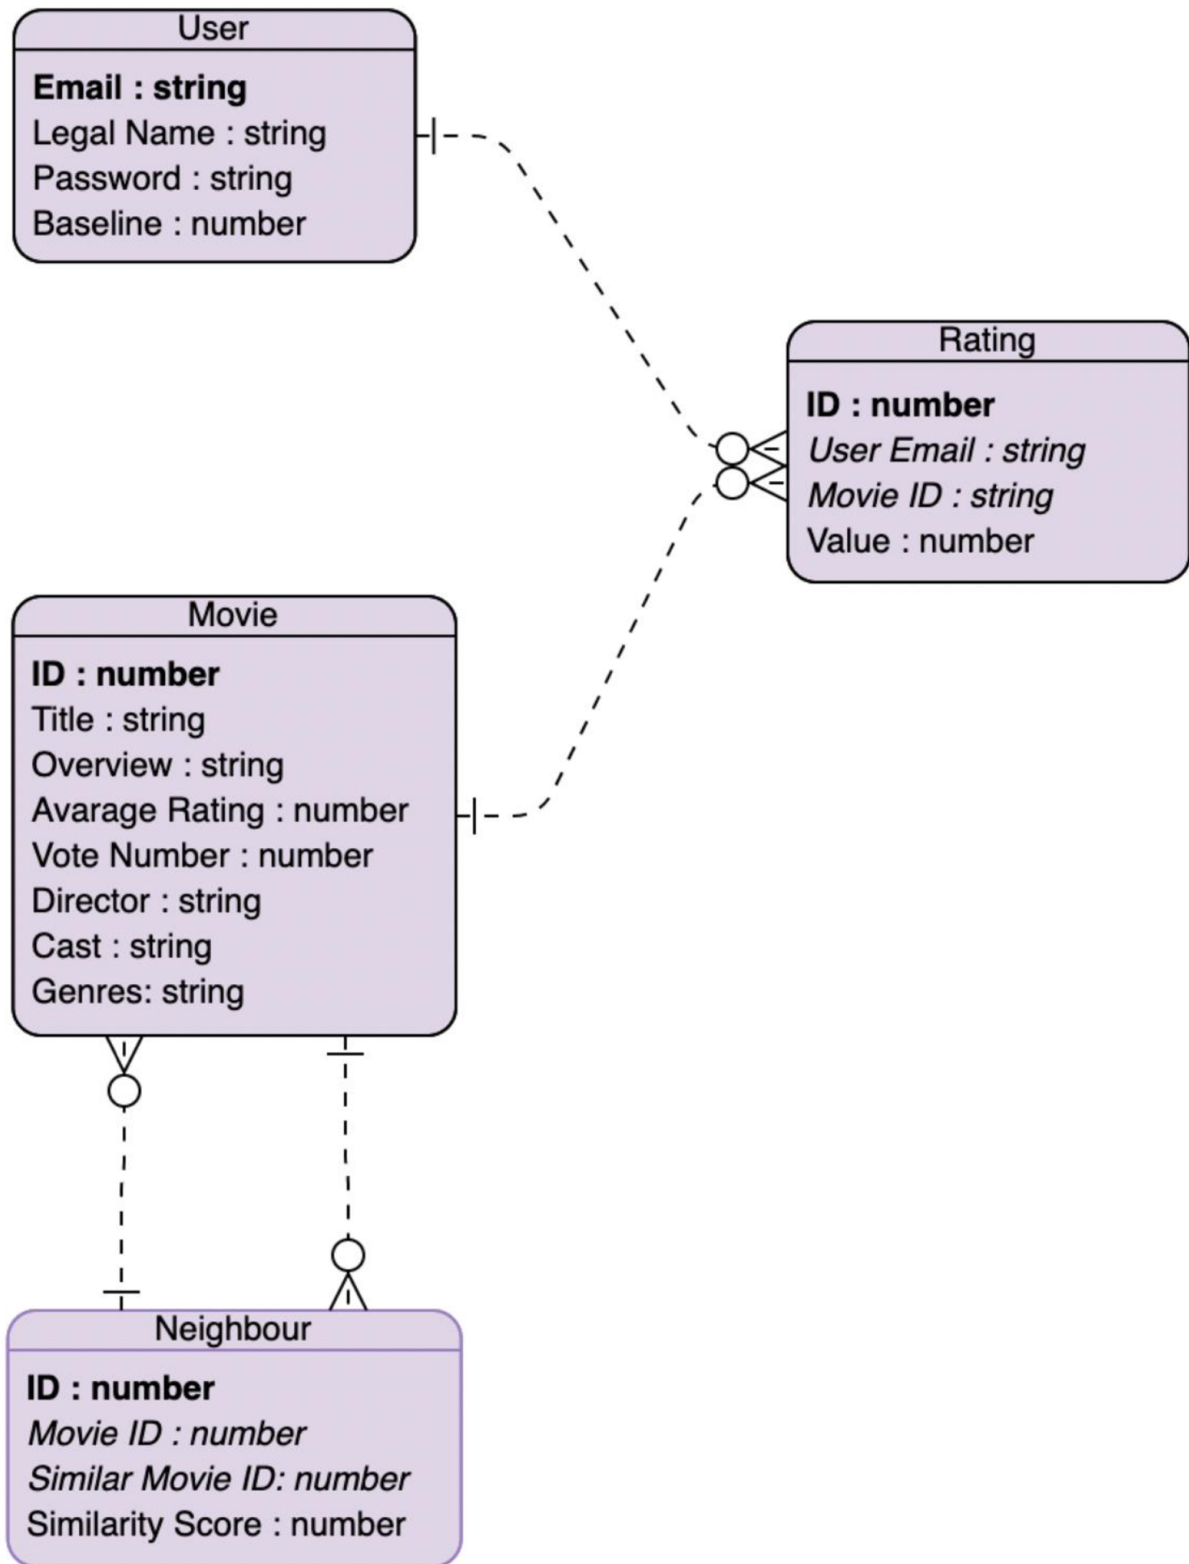 User
Email : string
Legal Name : string
Password : string
Baseline : number
Rating
ID : number
User Email : string
Movie ID : string
Value : number
Movie
ID : number
Title : string
Overview : string
Avarage Rating : number
Vote Number : number
Director : string
Cast : string
Genres: string
Neighbour
ID : number
Movie ID : number
Similar Movie ID: number
Similarity Score : number